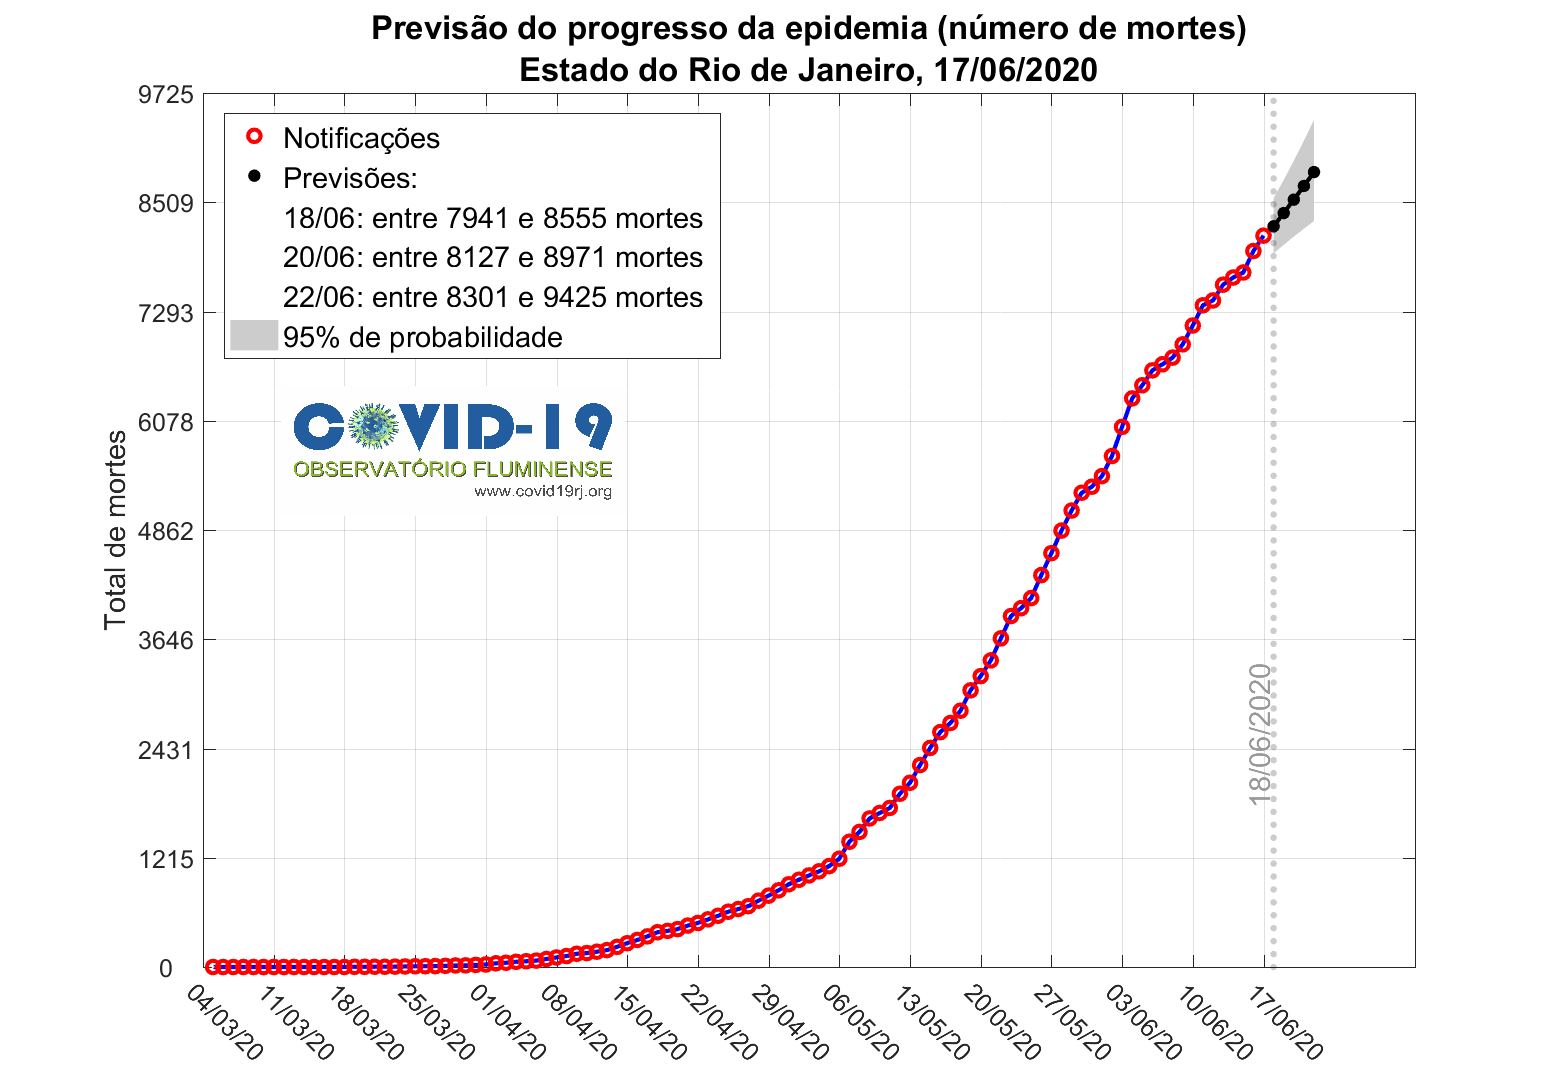 Previsão do progresso da epidemia (número de mortes)
Estado do Rio de Janeiro, 17/06/2020
9725
8509
7293
6078
4862
3646
2431
1215
0
Total de mortes
Notificações
Previsões:
18/06: entre 7941 e 8555 mortes
20/06: entre 8127 e 8971 mortes
22/06: entre 8301 e 9425 mortes
95% de probabilidade
COVID-19
OBSERVATÓRIO FLUMINENSE
www.covid19rj.org
18/06/2020
04/03/20
11/03/20
18/03/20
25/03/20
01/04/20
08/04/20
15/04/20
22/04/20
29/04/20
06/05/20
13/05/20
20/05/20
27/05/20
03/06/20
10/06/20
17/06/20